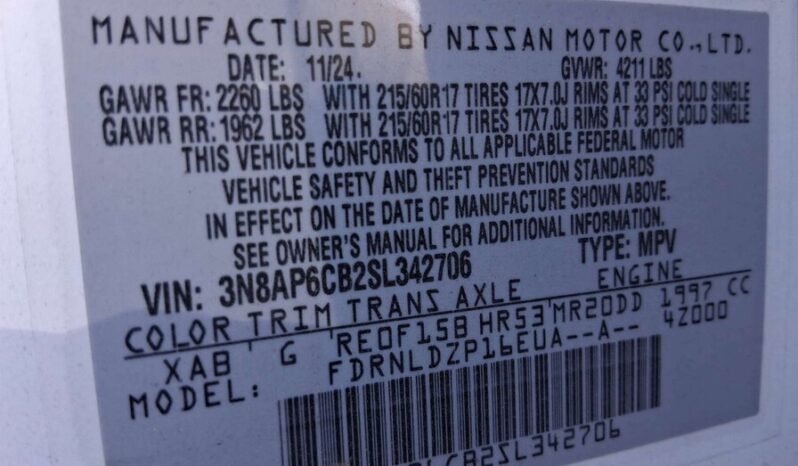 MANUFACTURED BY NISSAN MOTOR CO.,LTD.
DATE: 11/24. GVWR: 4211 LBS
GAWR FR: 2260 LBS WITH 215/60R17 TIRES 17X7.0J RIMS AT 33 PSI COLD SINGLE
GAWR RR: 1962 LBS WITH 215/60R17 TIRES 17X7.0J RIMS AT 33 PSI COLD SINGLE
THIS VEHICLE CONFORMS TO ALL APPLICABLE FEDERAL MOTOR
VEHICLE SAFETY AND THEFT PREVENTION STANDARDS
IN EFFECT ON THE DATE OF MANUFACTURE SHOWN ABOVE.
SEE OWNER'S MANUAL FOR ADDITIONAL INFORMATION.
VIN: 3N8AP6CB2SL342706 TYPE: MPV
COLOR TRIM TRANS AXLE ENGINE
XAB G RE0F15B HR53 MR20DD 1997 CC
MODEL: FDRNLDZP16EUA--A-- 42000
CB2SL342706